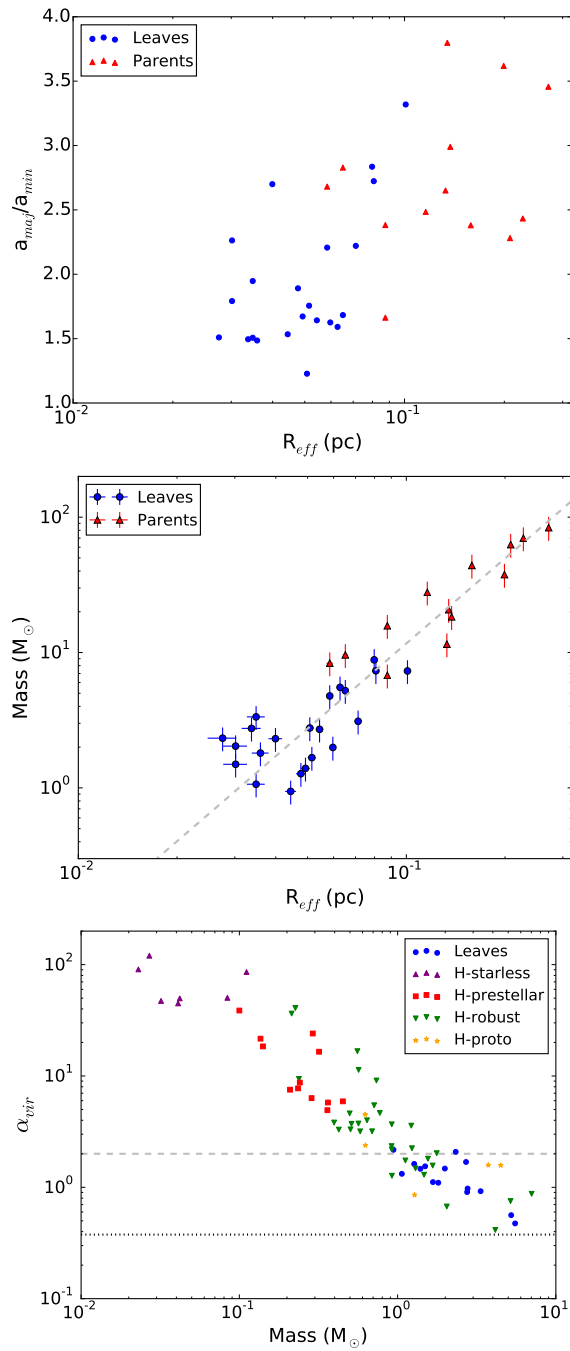 4.0
3.5
3.0
2.5
2.0
1.5
1.0
a_maj/a_min
Leaves
Parents
10^-2
10^-1
R_eff (pc)
10^2
10^1
10^0
Mass (M_⊙)
Leaves
Parents
10^-2
10^-1
R_eff (pc)
10^2
10^1
10^0
10^-1
α_vir
Leaves
H-starless
H-prestellar
H-robust
H-proto
10^-2
10^-1
10^0
10^1
Mass (M_⊙)